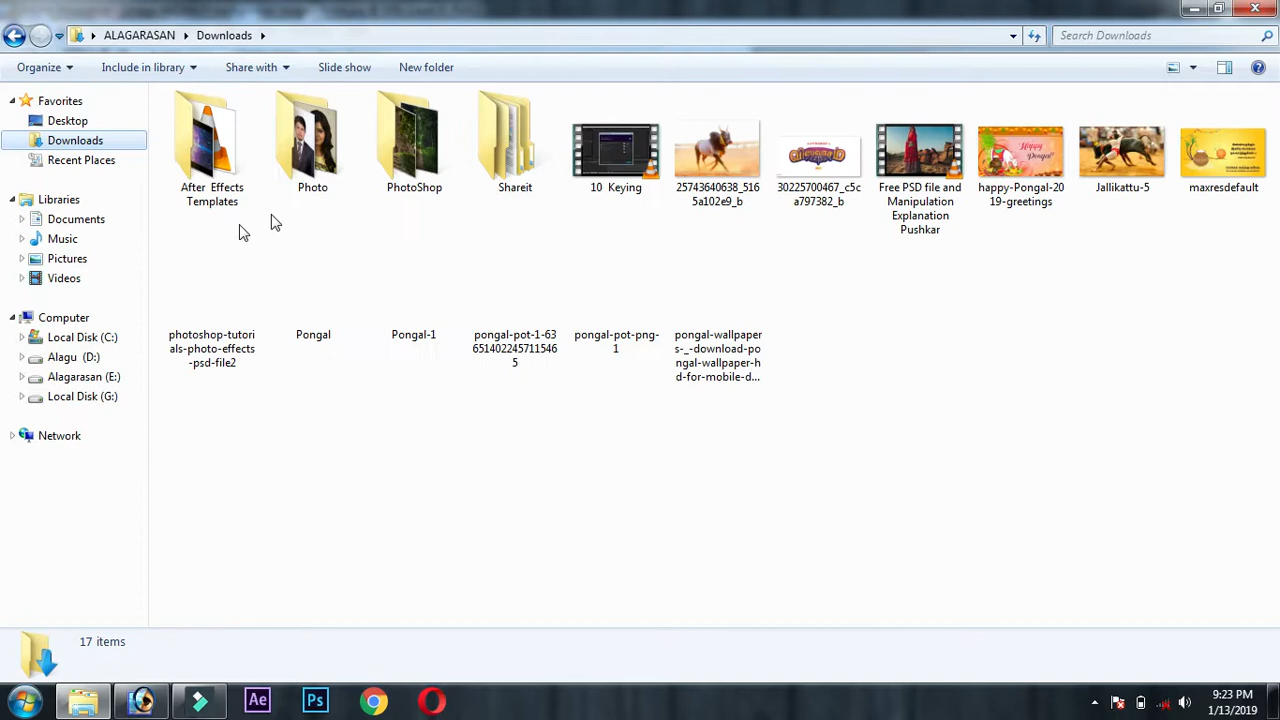 ALAGARASAN Downloads
Search Downloads
Organize
Include in library
Share with
Slide show
New folder
Favorites
Desktop
Downloads
Recent Places
Libraries
Documents
Music
Pictures
Videos
Computer
Local Disk (C:)
Alagu (D:)
Alagarasan (E:)
Local Disk (G:)
Network
After Effects
Templates
Photo
PhotoShop
Shareit
10 Keying
25743640638_516
5a102e9_b
30225700467_c5c
a797382_b
Free PSD file and
Manipulation
Explanation
Pushkar
happy-Pongal-20
19-greetings
Jallikattu-5
maxresdefault
photoshop-tutori
als-photo-effects
-psd-file2
Pongal
Pongal-1
pongal-pot-1-63
651402245711546
5
pongal-pot-png-
1
pongal-wallpaper
s-_-download-po
ngal-wallpaper-h
d-for-mobile-d...
Happy
Pongal
17 items
Ae
Ps
9:23 PM
1/13/2019